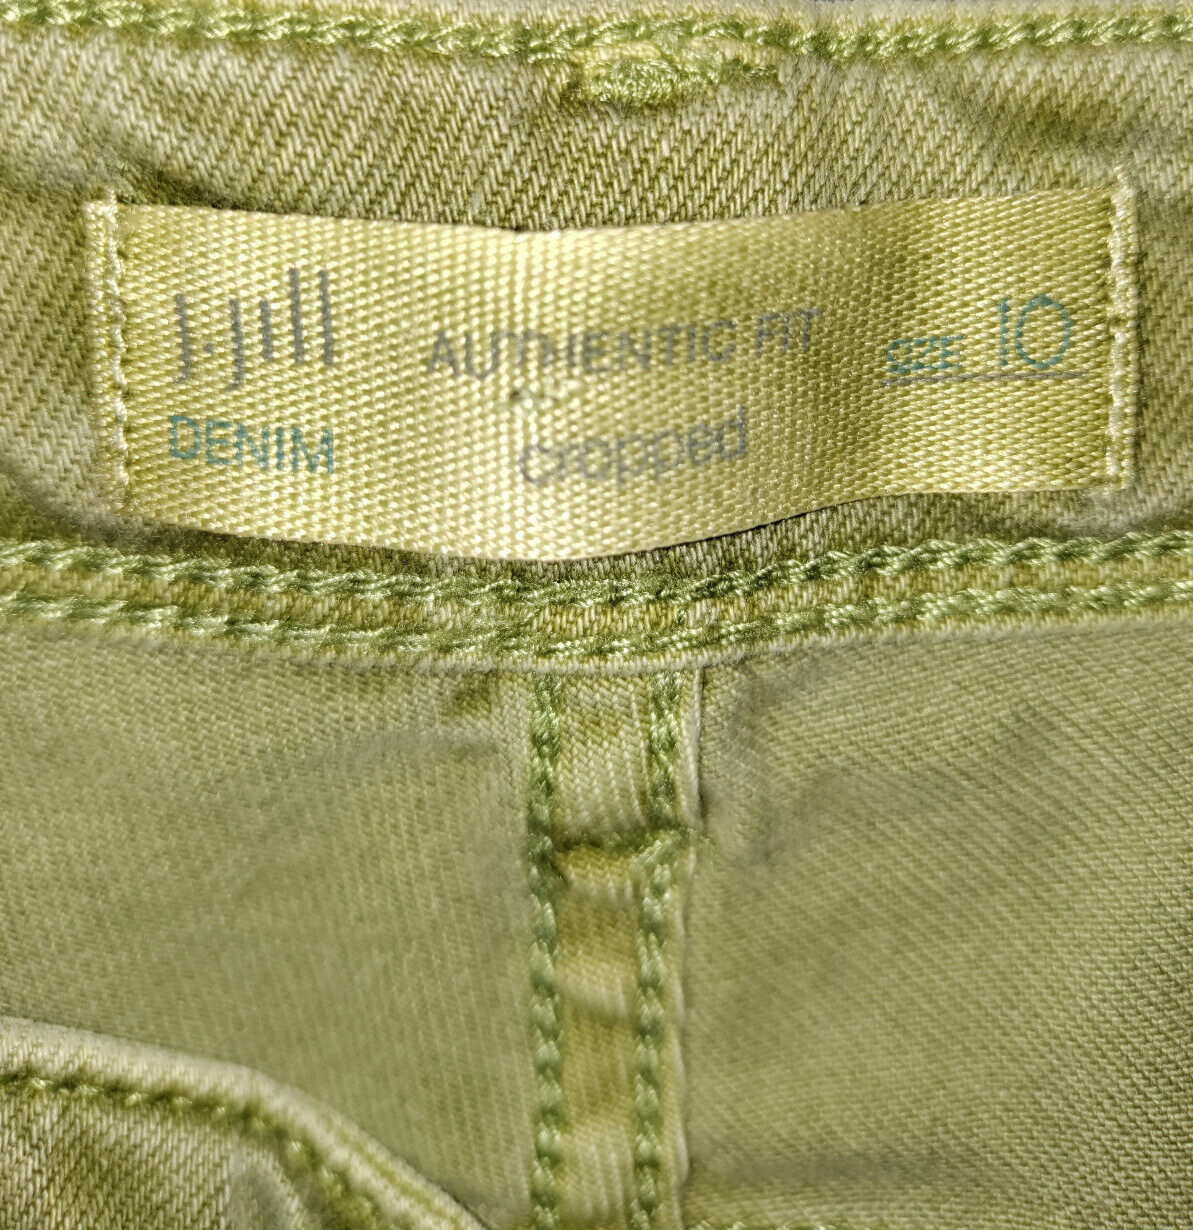 j.jill
DENIM
AUTHENTIC FIT
cropped
SIZE 10